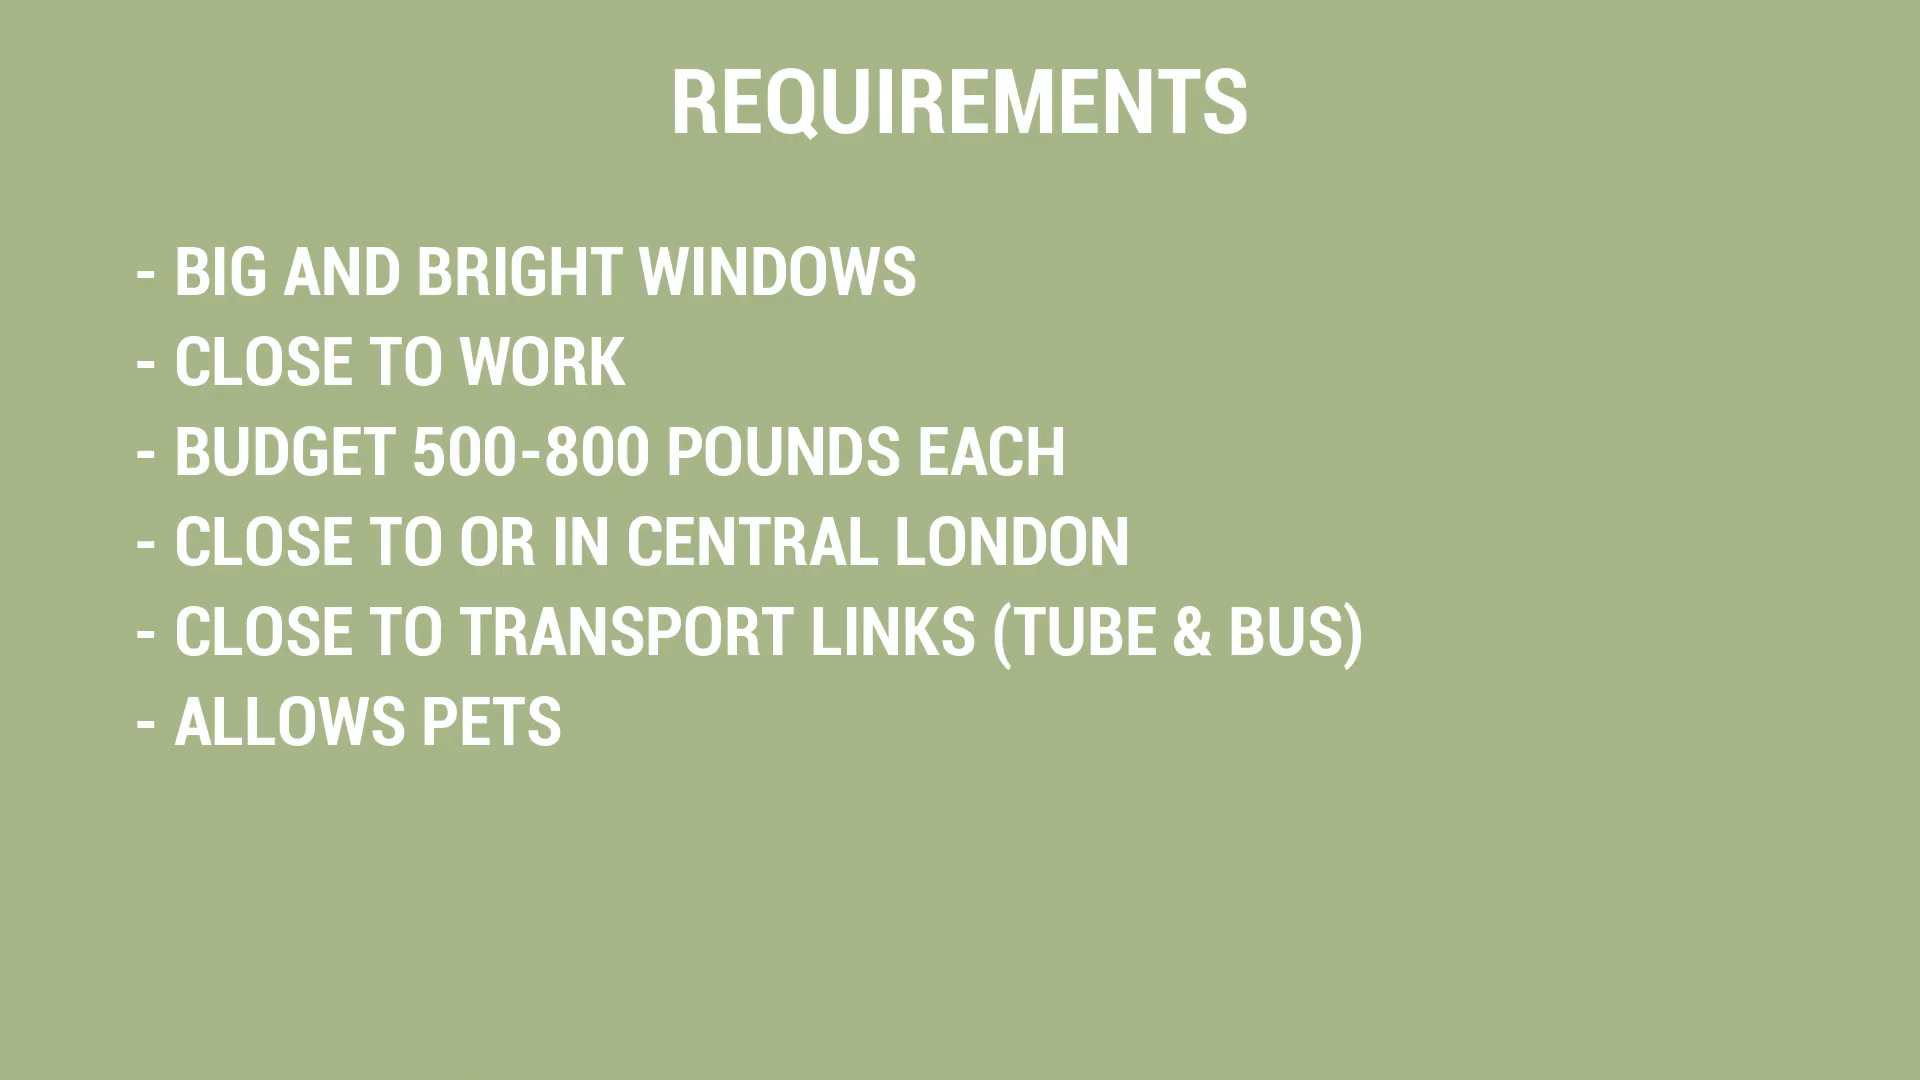 REQUIREMENTS
- BIG AND BRIGHT WINDOWS
- CLOSE TO WORK
- BUDGET 500-800 POUNDS EACH
- CLOSE TO OR IN CENTRAL LONDON
- CLOSE TO TRANSPORT LINKS (TUBE & BUS)
- ALLOWS PETS